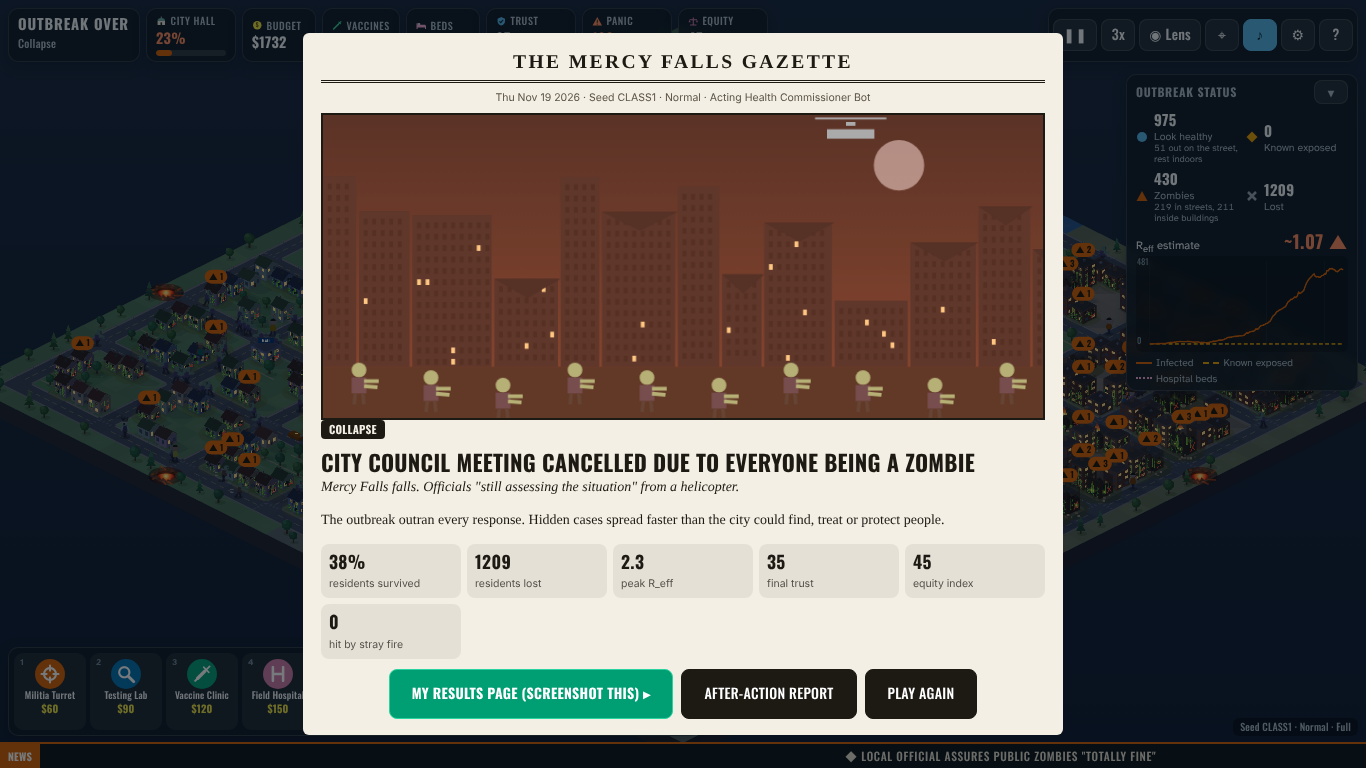 OUTBREAK OVER
Collapse
CITY HALL
23%
BUDGET
$1732
VACCINES
BEDS
TRUST
PANIC
EQUITY
❚❚
3x
◉ Lens
⌖
♪
⚙
?
THE MERCY FALLS GAZETTE
Thu Nov 19 2026 · Seed CLASS1 · Normal · Acting Health Commissioner Bot
COLLAPSE
CITY COUNCIL MEETING CANCELLED DUE TO EVERYONE BEING A ZOMBIE
Mercy Falls falls. Officials "still assessing the situation" from a helicopter.
The outbreak outran every response. Hidden cases spread faster than the city could find, treat or protect people.
38%
residents survived
1209
residents lost
2.3
peak R_eff
35
final trust
45
equity index
0
hit by stray fire
MY RESULTS PAGE (SCREENSHOT THIS) ▸
AFTER-ACTION REPORT
PLAY AGAIN
OUTBREAK STATUS
▼
975
Look healthy
51 out on the street,
rest indoors
0
Known exposed
430
Zombies
219 in streets, 211
inside buildings
1209
Lost
Reff estimate
~1.07 ▲
481
0
Infected
Known exposed
Hospital beds
1
Militia Turret
$60
2
Testing Lab
$90
3
Vaccine Clinic
$120
4
H
Field Hospital
$150
Seed CLASS1 · Normal · Full
NEWS
◆ LOCAL OFFICIAL ASSURES PUBLIC ZOMBIES "TOTALLY FINE"